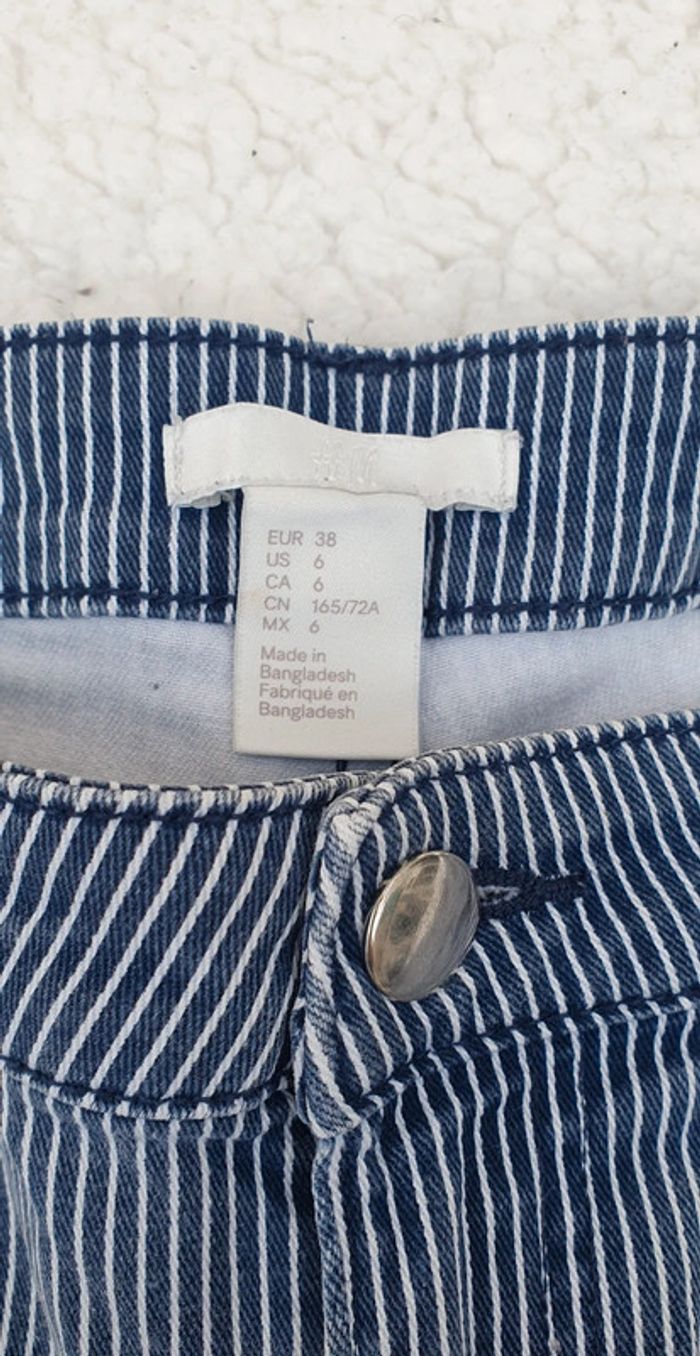 H&M
EUR 38
US 6
CA 6
CN 165/72A
MX 6
Made in
Bangladesh
Fabriqué en
Bangladesh